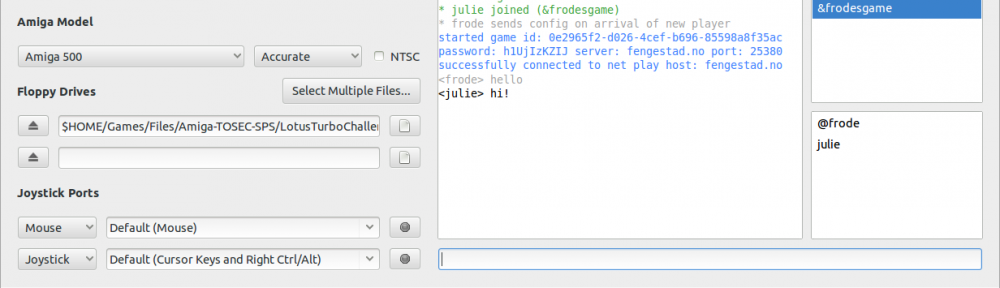 Amiga Model
Amiga 500 Accurate NTSC
Floppy Drives Select Multiple Files...
$HOME/Games/Files/Amiga-TOSEC-SPS/LotusTurboChalle
Joystick Ports
Mouse Default (Mouse)
Joystick Default (Cursor Keys and Right Ctrl/Alt)
* julie joined (&frodesgame)
* frode sends config on arrival of new player
started game id: 0e2965f2-d026-4cef-b696-85598a8f35ac
password: h1UjIzKZIJ server: fengestad.no port: 25380
successfully connected to net play host: fengestad.no
<frode> hello
<julie> hi!
&frodesgame
@frode
julie